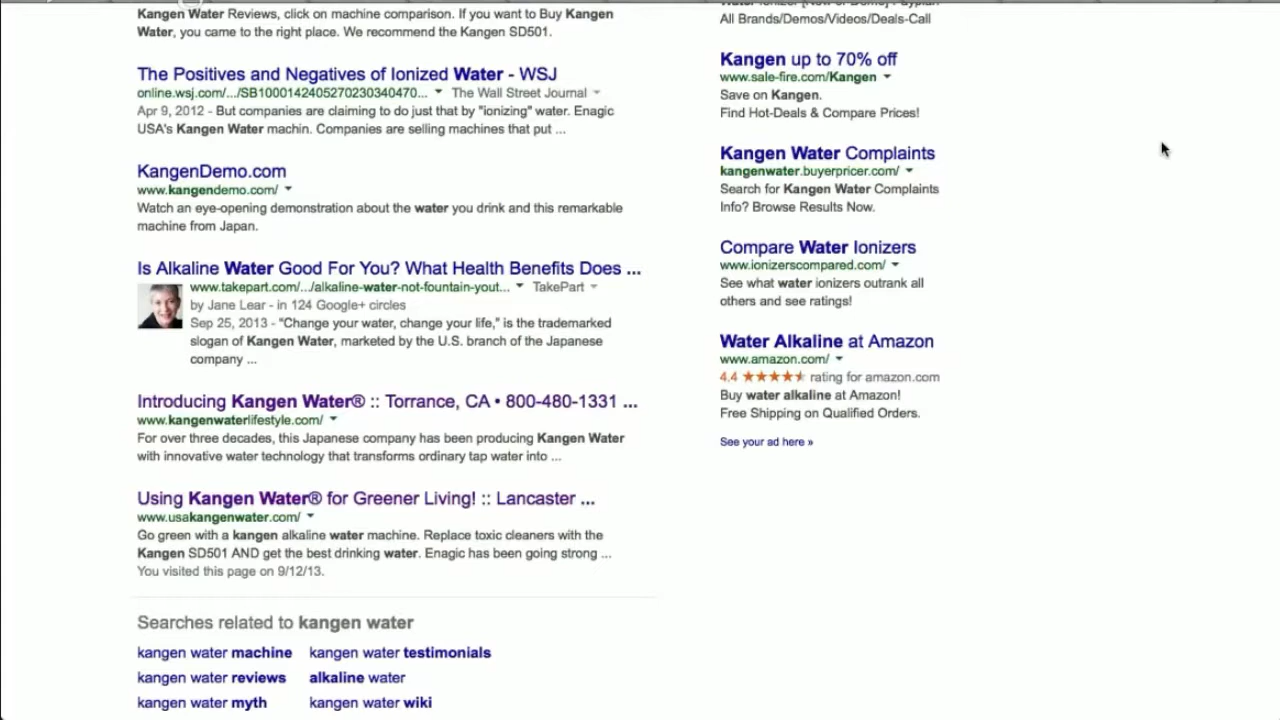 Kangen Water Reviews, click on machine comparison. If you want to Buy Kangen
Water, you came to the right place. We recommend the Kangen SD501.
The Positives and Negatives of Ionized Water - WSJ
online.wsj.com/.../SB1000142405270230340470... The Wall Street Journal
Apr 9, 2012 - But companies are claiming to do just that by "ionizing" water. Enagic
USA's Kangen Water machin. Companies are selling machines that put ...
KangenDemo.com
www.kangendemo.com/
Watch an eye-opening demonstration about the water you drink and this remarkable
machine from Japan.
Is Alkaline Water Good For You? What Health Benefits Does ...
www.takepart.com/.../alkaline-water-not-fountain-yout... TakePart
by Jane Lear - in 124 Google+ circles
Sep 25, 2013 - "Change your water, change your life," is the trademarked
slogan of Kangen Water, marketed by the U.S. branch of the Japanese
company ...
Introducing Kangen Water® :: Torrance, CA • 800-480-1331 ...
www.kangenwaterlifestyle.com/
For over three decades, this Japanese company has been producing Kangen Water
with innovative water technology that transforms ordinary tap water into ...
Using Kangen Water® for Greener Living! :: Lancaster ...
www.usakangenwater.com/
Go green with a kangen alkaline water machine. Replace toxic cleaners with the
Kangen SD501 AND get the best drinking water. Enagic has been going strong ...
You visited this page on 9/12/13.
Searches related to kangen water
kangen water machine kangen water testimonials
kangen water reviews alkaline water
kangen water myth kangen water wiki
All Brands/Demos/Videos/Deals-Call
Kangen up to 70% off
www.sale-fire.com/Kangen
Save on Kangen.
Find Hot-Deals & Compare Prices!
Kangen Water Complaints
kangenwater.buyerpricer.com/
Search for Kangen Water Complaints
Info? Browse Results Now.
Compare Water Ionizers
www.ionizerscompared.com/
See what water ionizers outrank all
others and see ratings!
Water Alkaline at Amazon
www.amazon.com/
4.4 ★★★★★ rating for amazon.com
Buy water alkaline at Amazon!
Free Shipping on Qualified Orders.
See your ad here »